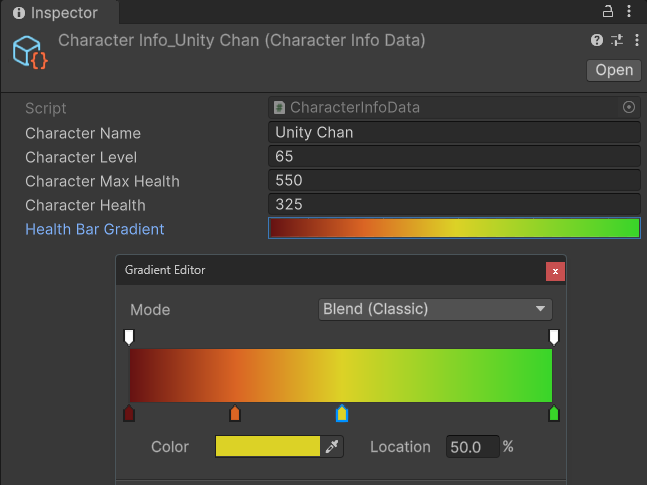 Inspector
Character Info_Unity Chan (Character Info Data)
Open
Script CharacterInfoData
Character Name Unity Chan
Character Level 65
Character Max Health 550
Character Health 325
Health Bar Gradient
Gradient Editor x
Mode Blend (Classic)
Color Location 50.0 %